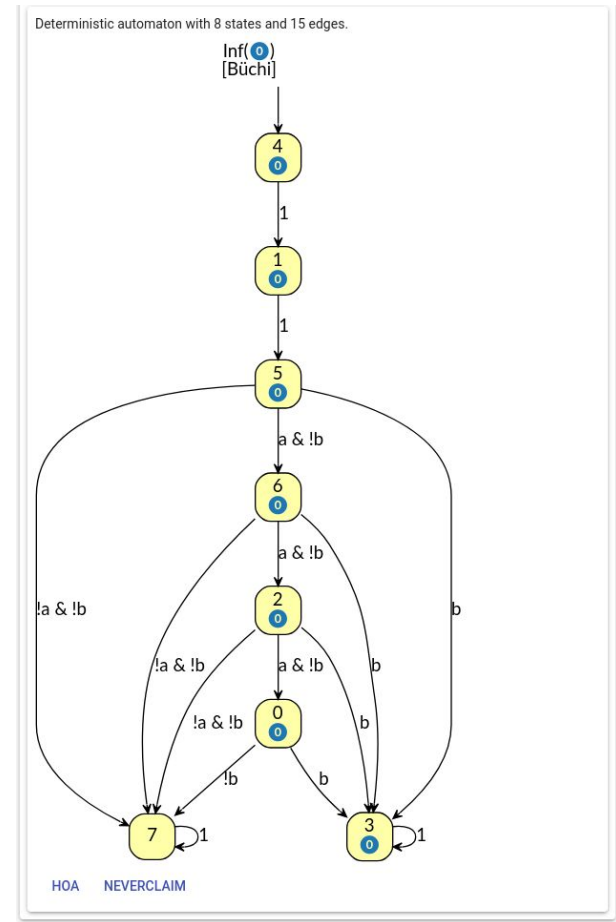 Deterministic automaton with 8 states and 15 edges.
Inf(0)
[Büchi]
4
0
1
1
0
1
5
0
a & !b
6
0
a & !b
2
0
!a & !b
b
!a & !b
a & !b
b
0
0
!a & !b
b
!b
b
7
1
3
0
1
HOA NEVERCLAIM